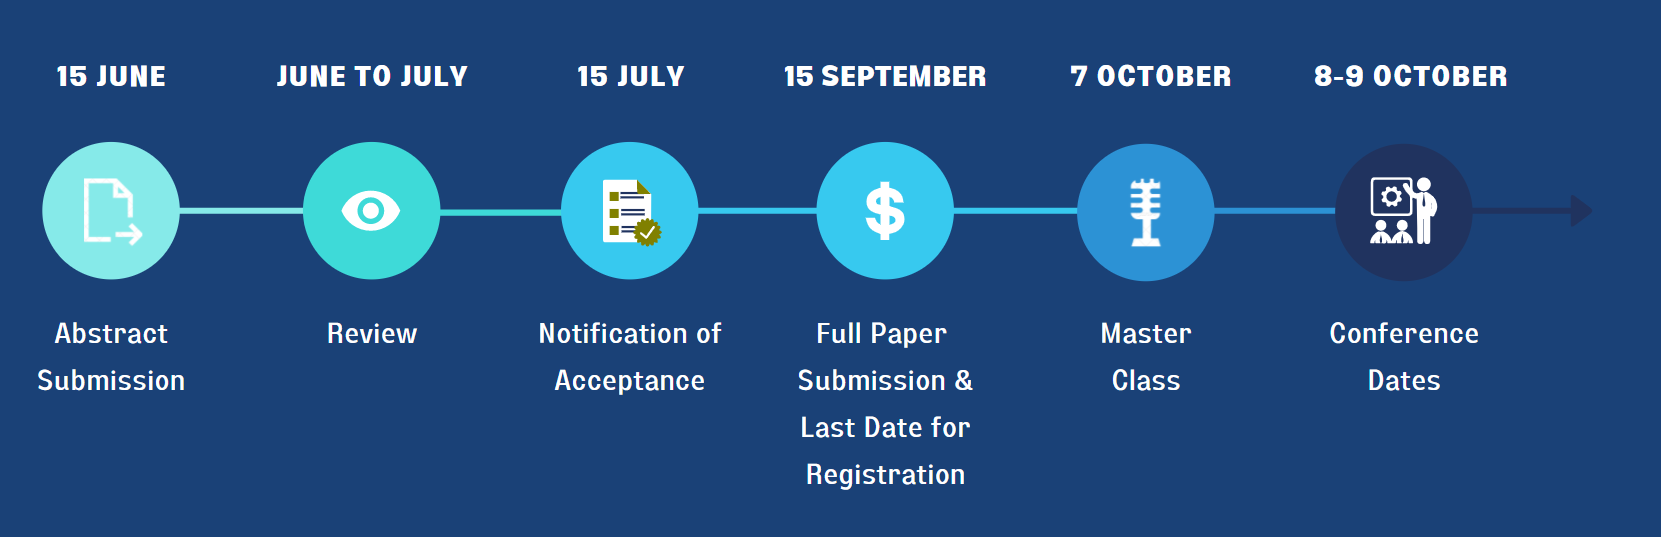 15 JUNE
JUNE TO JULY
15 JULY
15 SEPTEMBER
7 OCTOBER
8-9 OCTOBER
Abstract
Submission
Review
Notification of
Acceptance
Full Paper
Submission &
Last Date for
Registration
Master
Class
Conference
Dates